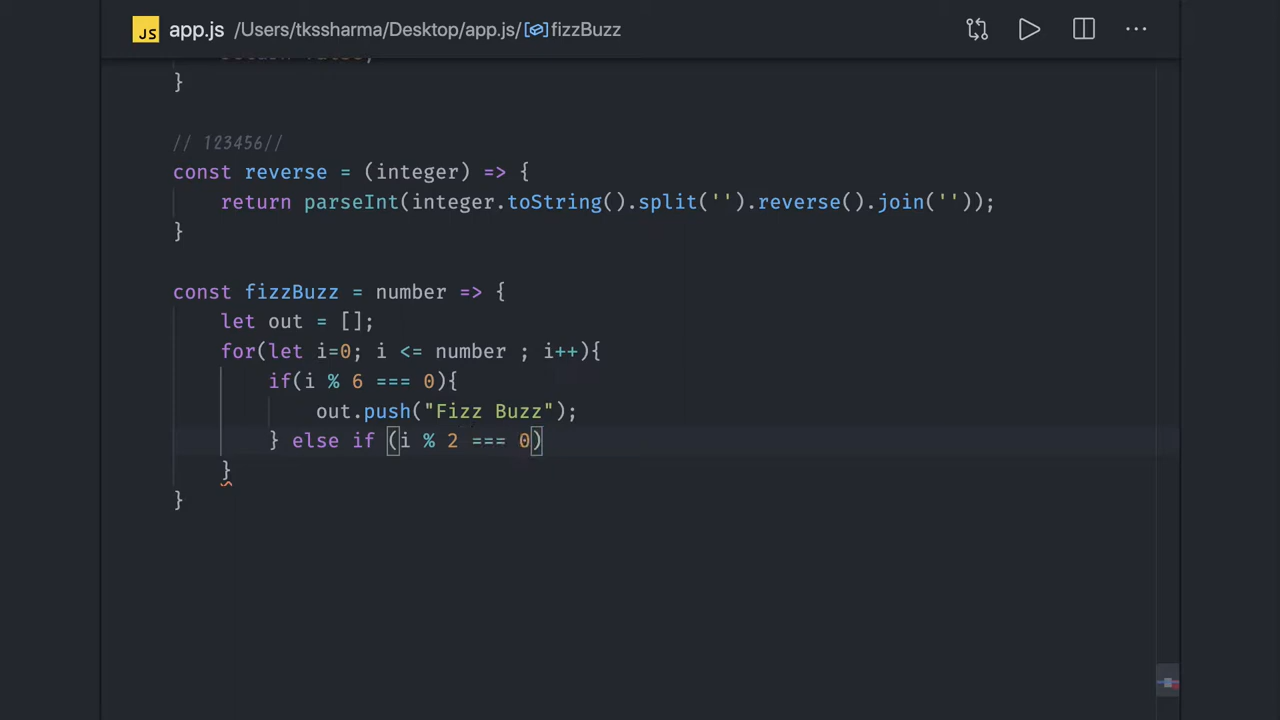 JS app.js /Users/tkssharma/Desktop/app.js/fizzBuzz
}
// 123456//
const reverse = (integer) => {
return parseInt(integer.toString().split('').reverse().join(''));
}
const fizzBuzz = number => {
let out = [];
for(let i=0; i <= number ; i++){
if(i % 6 === 0){
out.push("Fizz Buzz");
} else if (i % 2 === 0)
}
}